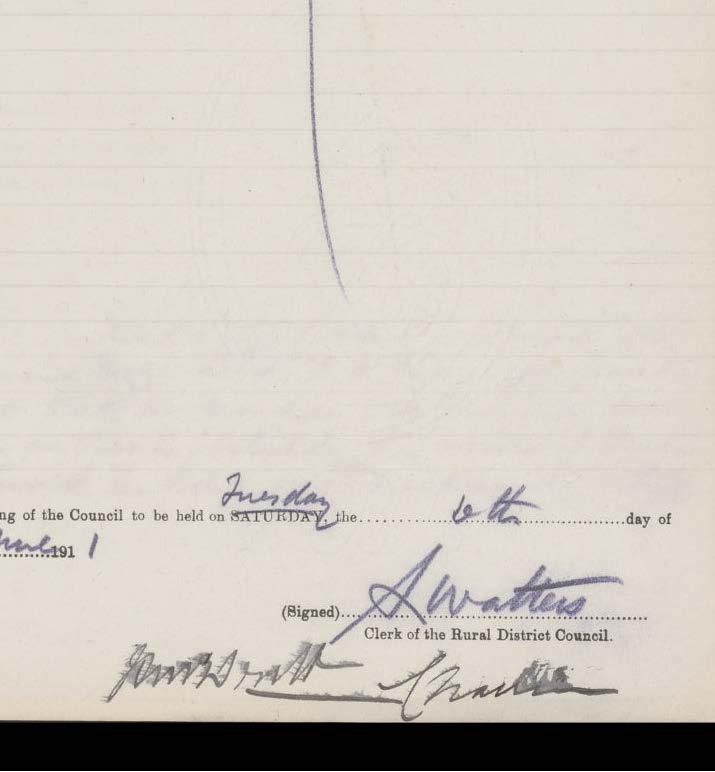 Tuesday
ng of the Council to be held on SATURDAY, the....................6th....................day of
une 1911
(Signed)....S Watters....
Clerk of the Rural District Council.